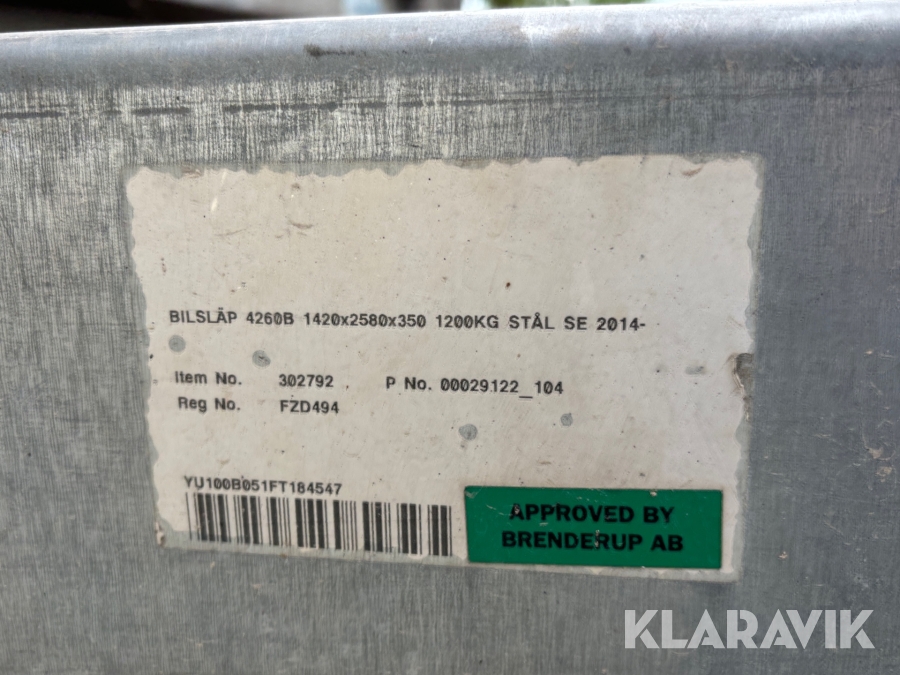 BILSLÄP 4260B 1420x2580x350 1200KG STÅL SE 2014-
Item No. 302792 P No. 00029122_104
Reg No. FZD494
YU100B051FT184547
APPROVED BY
BRENDERUP AB
KLARAVIK